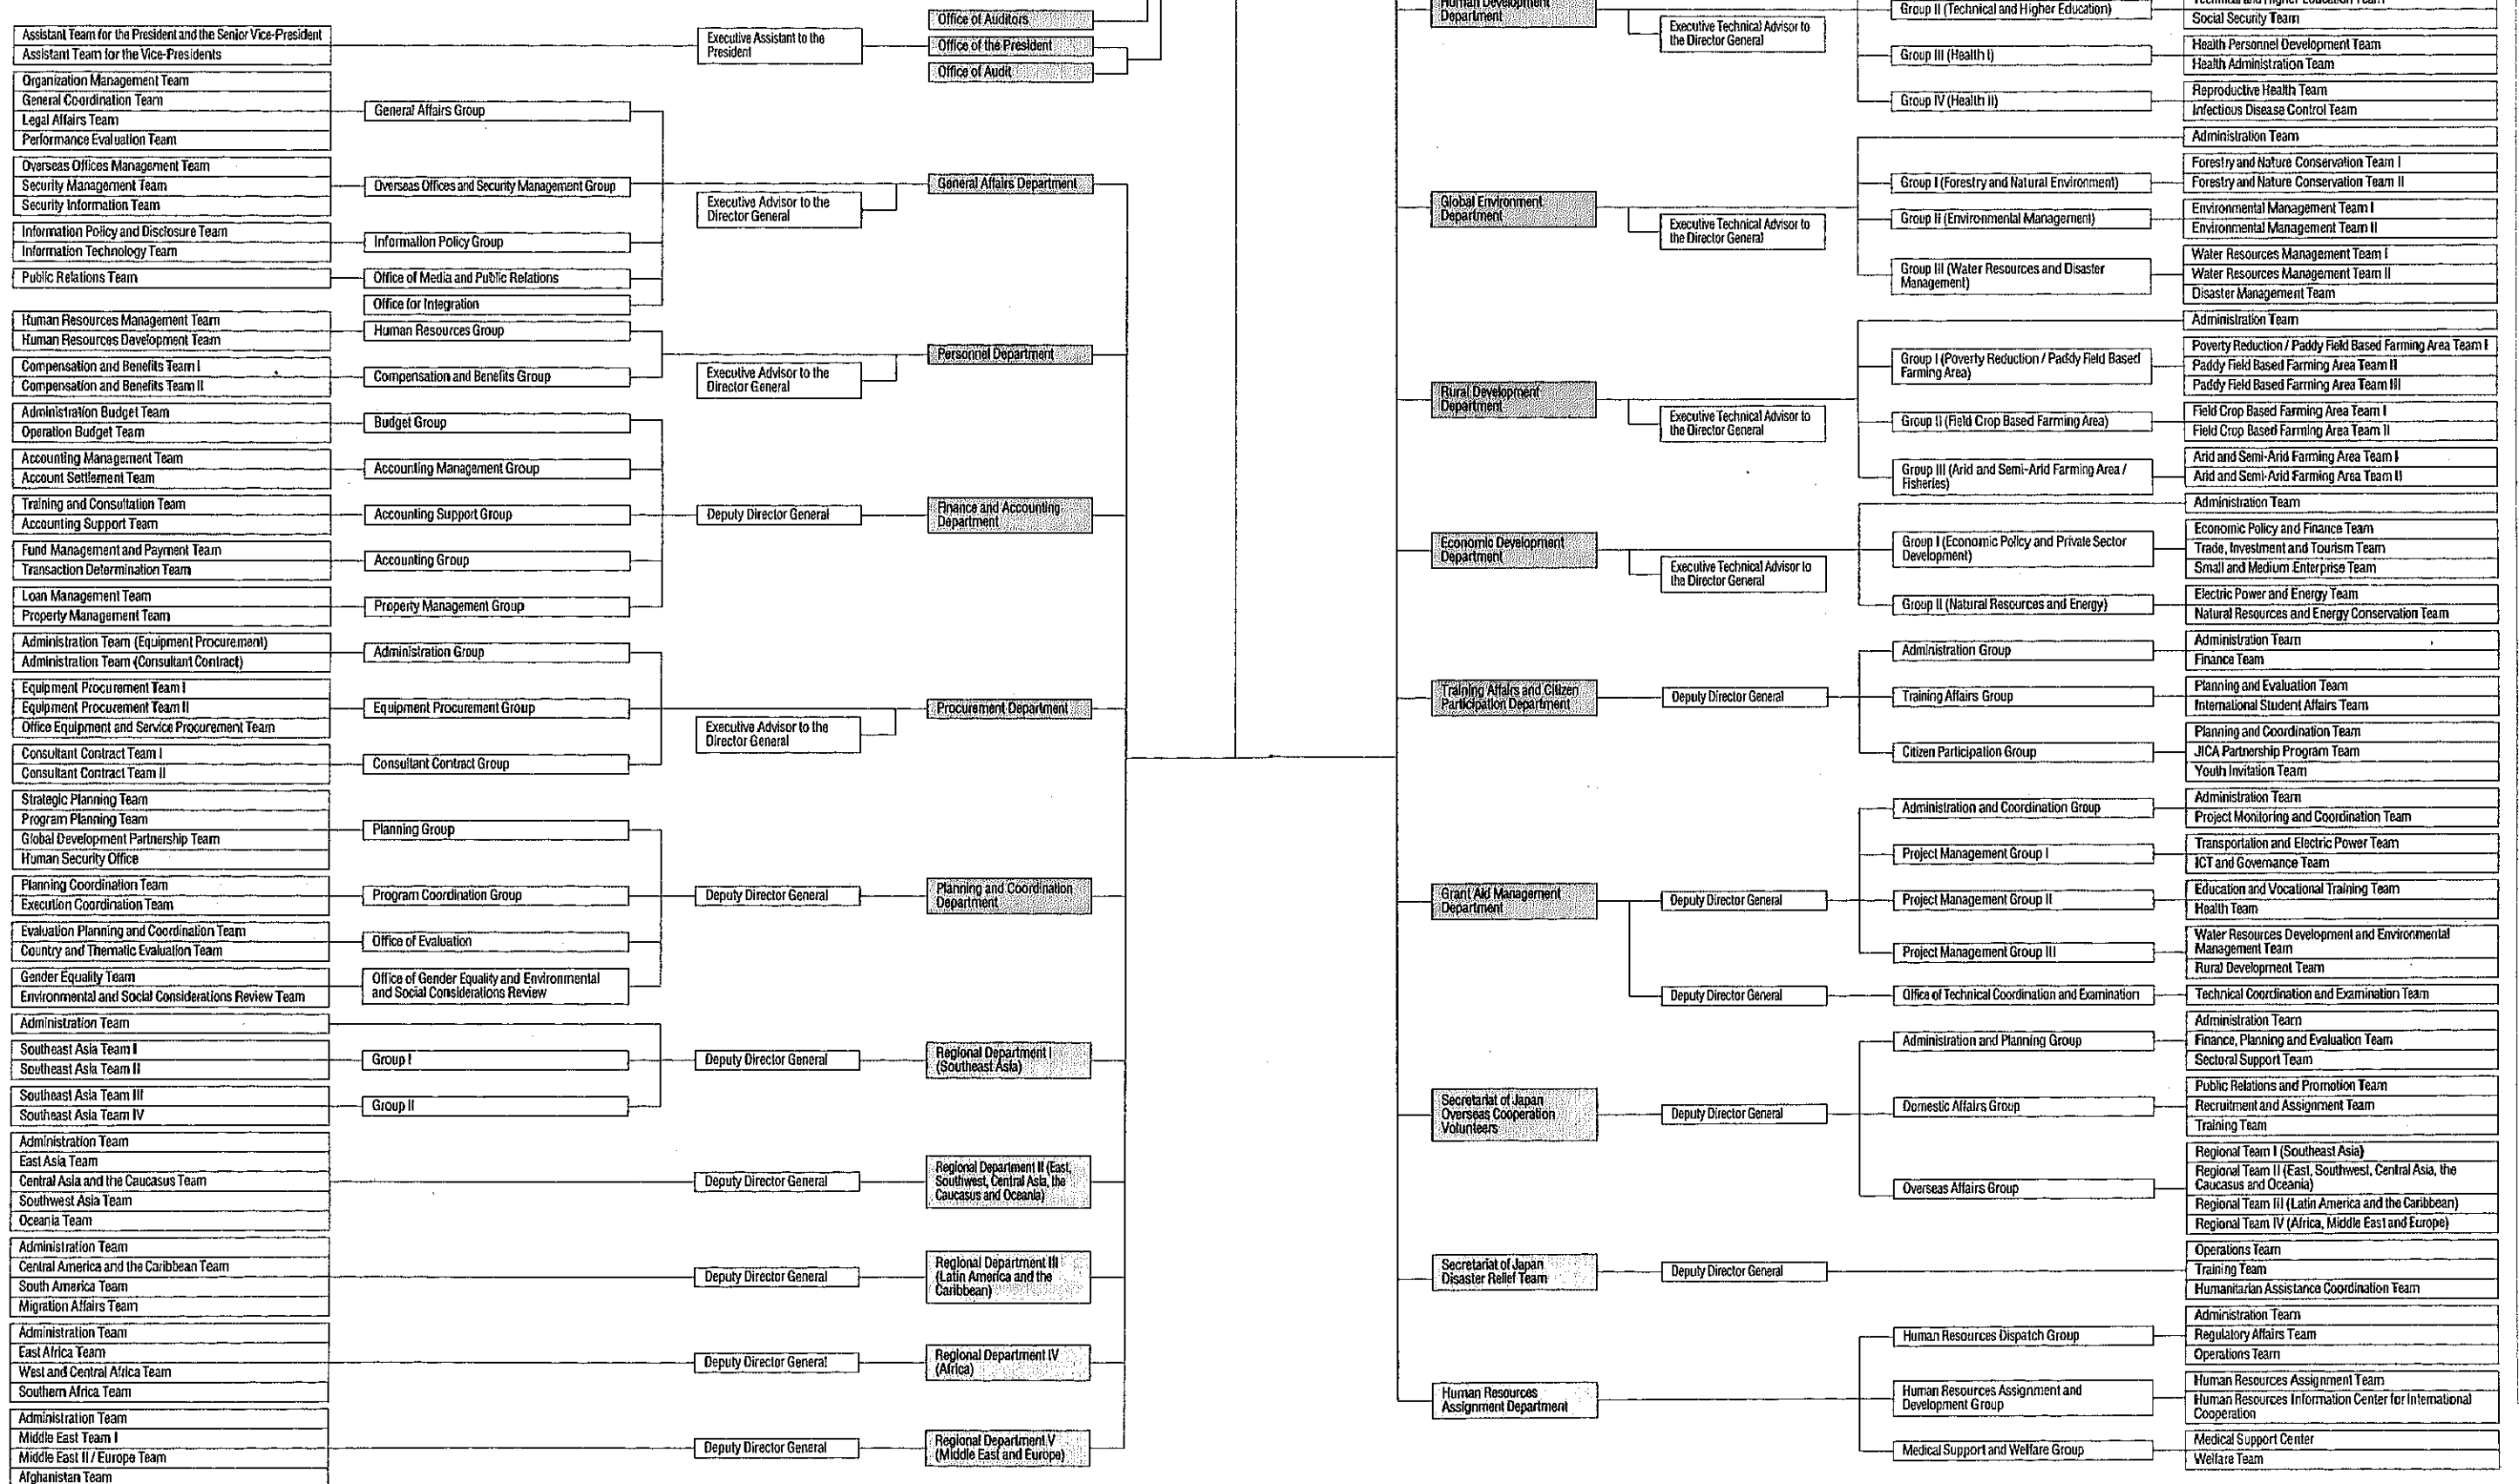 Assistant Team for the President and the Senior Vice-President
Assistant Team for the Vice-Presidents
Executive Assistant to the
President
Office of Auditors
Office of the President
Office of Audit
Organization Management Team
General Coordination Team
Legal Affairs Team
Performance Evaluation Team
General Affairs Group
Overseas Offices Management Team
Security Management Team
Security Information Team
Overseas Offices and Security Management Group
Information Policy and Disclosure Team
Information Technology Team
Information Policy Group
Public Relations Team
Office of Media and Public Relations
Office for Integration
Executive Advisor to the
Director General
General Affairs Department
Human Resources Management Team
Human Resources Development Team
Human Resources Group
Compensation and Benefits Team I
Compensation and Benefits Team II
Compensation and Benefits Group
Executive Advisor to the
Director General
Personnel Department
Administration Budget Team
Operation Budget Team
Budget Group
Accounting Management Team
Account Settlement Team
Accounting Management Group
Training and Consultation Team
Accounting Support Team
Accounting Support Group
Fund Management and Payment Team
Transaction Determination Team
Accounting Group
Loan Management Team
Property Management Team
Property Management Group
Deputy Director General
Finance and Accounting
Department
Administration Team (Equipment Procurement)
Administration Team (Consultant Contract)
Administration Group
Equipment Procurement Team I
Equipment Procurement Team II
Office Equipment and Service Procurement Team
Equipment Procurement Group
Consultant Contract Team I
Consultant Contract Team II
Consultant Contract Group
Executive Advisor to the
Director General
Procurement Department
Strategic Planning Team
Program Planning Team
Global Development Partnership Team
Human Security Office
Planning Group
Planning Coordination Team
Execution Coordination Team
Program Coordination Group
Evaluation Planning and Coordination Team
Country and Thematic Evaluation Team
Office of Evaluation
Gender Equality Team
Environmental and Social Considerations Review Team
Office of Gender Equality and Environmental
and Social Considerations Review
Deputy Director General
Planning and Coordination
Department
Administration Team
Southeast Asia Team I
Southeast Asia Team II
Group I
Southeast Asia Team III
Southeast Asia Team IV
Group II
Deputy Director General
Regional Department I
(Southeast Asia)
Administration Team
East Asia Team
Central Asia and the Caucasus Team
Southwest Asia Team
Oceania Team
Deputy Director General
Regional Department II (East,
Southwest, Central Asia, the
Caucasus and Oceania)
Administration Team
Central America and the Caribbean Team
South America Team
Migration Affairs Team
Deputy Director General
Regional Department III
(Latin America and the
Caribbean)
Administration Team
East Africa Team
West and Central Africa Team
Southern Africa Team
Deputy Director General
Regional Department IV
(Africa)
Administration Team
Middle East Team I
Middle East II / Europe Team
Afghanistan Team
Deputy Director General
Regional Department V
(Middle East and Europe)
Human Development
Department
Executive Technical Advisor to
the Director General
Group II (Technical and Higher Education)
Technical and Higher Education Team
Social Security Team
Group III (Health I)
Health Personnel Development Team
Health Administration Team
Group IV (Health II)
Reproductive Health Team
Infectious Disease Control Team
Global Environment
Department
Executive Technical Advisor to
the Director General
Administration Team
Group I (Forestry and Natural Environment)
Forestry and Nature Conservation Team I
Forestry and Nature Conservation Team II
Group II (Environmental Management)
Environmental Management Team I
Environmental Management Team II
Group III (Water Resources and Disaster
Management)
Water Resources Management Team I
Water Resources Management Team II
Disaster Management Team
Rural Development
Department
Executive Technical Advisor to
the Director General
Administration Team
Group I (Poverty Reduction / Paddy Field Based
Farming Area)
Poverty Reduction / Paddy Field Based Farming Area Team I
Paddy Field Based Farming Area Team II
Paddy Field Based Farming Area Team III
Group II (Field Crop Based Farming Area)
Field Crop Based Farming Area Team I
Field Crop Based Farming Area Team II
Group III (Arid and Semi-Arid Farming Area /
Fisheries)
Arid and Semi-Arid Farming Area Team I
Arid and Semi-Arid Farming Area Team II
Economic Development
Department
Executive Technical Advisor to
the Director General
Administration Team
Group I (Economic Policy and Private Sector
Development)
Economic Policy and Finance Team
Trade, Investment and Tourism Team
Small and Medium Enterprise Team
Group II (Natural Resources and Energy)
Electric Power and Energy Team
Natural Resources and Energy Conservation Team
Training Affairs and Citizen
Participation Department
Deputy Director General
Administration Group
Administration Team
Finance Team
Training Affairs Group
Planning and Evaluation Team
International Student Affairs Team
Citizen Participation Group
Planning and Coordination Team
JICA Partnership Program Team
Youth Invitation Team
Grant Aid Management
Department
Deputy Director General
Administration and Coordination Group
Administration Team
Project Monitoring and Coordination Team
Project Management Group I
Transportation and Electric Power Team
ICT and Governance Team
Project Management Group II
Education and Vocational Training Team
Health Team
Project Management Group III
Water Resources Development and Environmental
Management Team
Rural Development Team
Deputy Director General
Office of Technical Coordination and Examination
Technical Coordination and Examination Team
Secretariat of Japan
Overseas Cooperation
Volunteers
Deputy Director General
Administration and Planning Group
Administration Team
Finance, Planning and Evaluation Team
Sectoral Support Team
Domestic Affairs Group
Public Relations and Promotion Team
Recruitment and Assignment Team
Training Team
Overseas Affairs Group
Regional Team I (Southeast Asia)
Regional Team II (East, Southwest, Central Asia, the
Caucasus and Oceania)
Regional Team III (Latin America and the Caribbean)
Regional Team IV (Africa, Middle East and Europe)
Secretariat of Japan
Disaster Relief Team
Deputy Director General
Operations Team
Training Team
Humanitarian Assistance Coordination Team
Human Resources
Assignment Department
Human Resources Dispatch Group
Administration Team
Regulatory Affairs Team
Operations Team
Human Resources Assignment and
Development Group
Human Resources Assignment Team
Human Resources Information Center for International
Cooperation
Medical Support and Welfare Group
Medical Support Center
Welfare Team